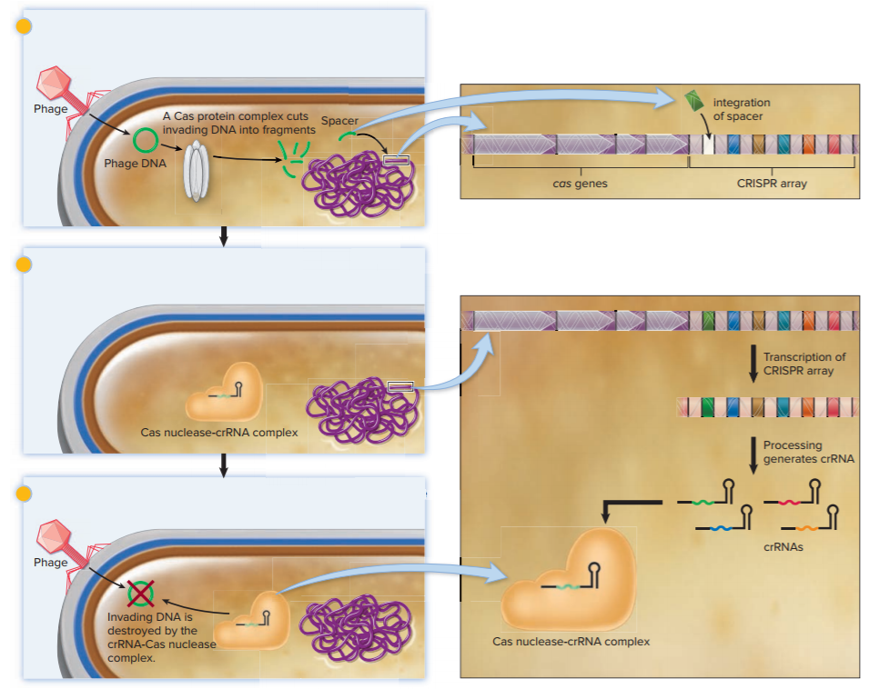 Phage
A Cas protein complex cuts
invading DNA into fragments
Spacer
Phage DNA
integration
of spacer
cas genes
CRISPR array
Cas nuclease-crRNA complex
Transcription of
CRISPR array
Processing
generates crRNA
crRNAs
Cas nuclease-crRNA complex
Phage
Invading DNA is
destroyed by the
crRNA-Cas nuclease
complex.